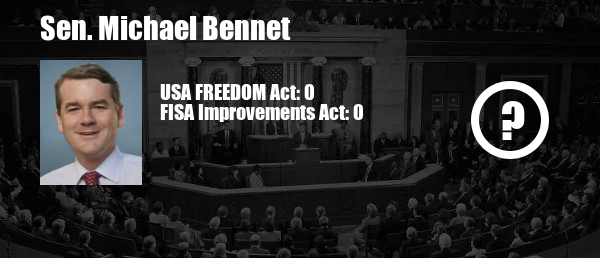 Sen. Michael Bennet
USA FREEDOM Act: 0
FISA Improvements Act: 0
?